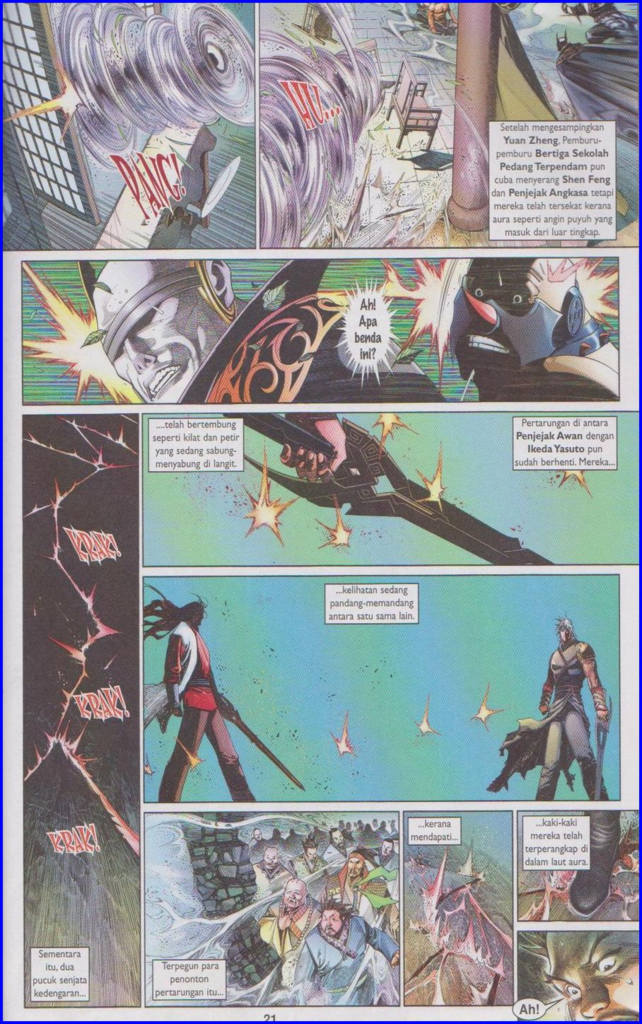 PANG!
HU...
Setelah mengesampingkan
Yuan Zheng, Pemburu-
pemburu Bertiga Sekolah
Pedang Terpendam pun
cuba menyerang Shen Feng
dan Penjejak Angkasa tetapi
mereka telah tersekat kerana
aura seperti angin puyuh yang
masuk dari luar tingkap.
Ah!
Apa
benda
ini?
KRAK!
KRAK!
KRAK!
Sementara
itu, dua
pucuk senjata
kedengaran...
....telah bertembung
seperti kilat dan petir
yang sedang sabung-
menyabung di langit.
Pertarungan di antara
Penjejak Awan dengan
Ikeda Yasuto pun
sudah berhenti. Mereka...
...kelihatan sedang
pandang-memandang
antara satu sama lain.
Terpegun para
penonton
pertarungan itu...
...kerana
mendapati...
...kaki-kaki
mereka telah
terperangkap di
dalam laut aura.
Ah!
21